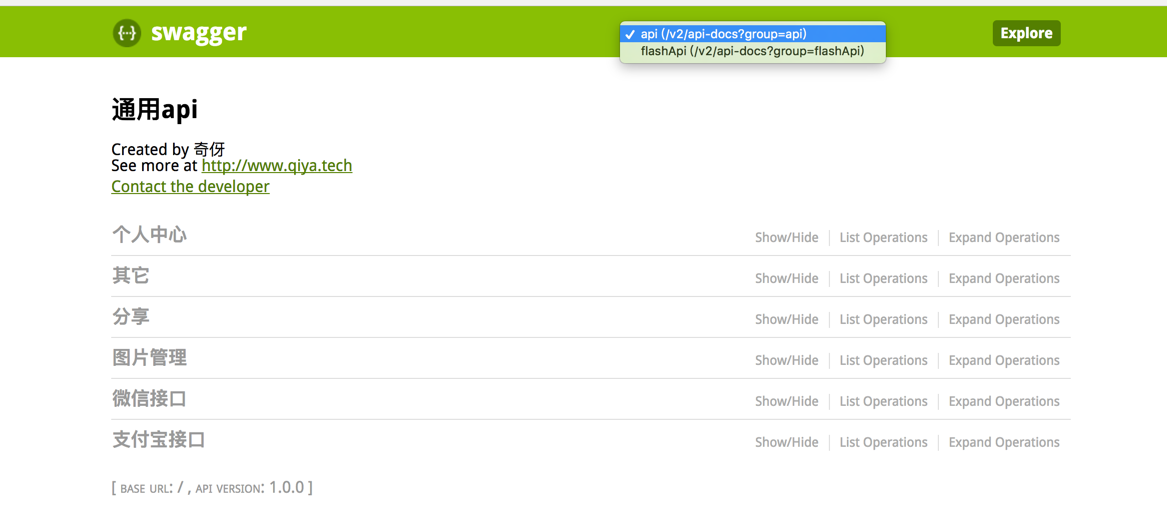 swagger
api (/v2/api-docs?group=api)
flashApi (/v2/api-docs?group=flashApi)
Explore
通用api
Created by 奇伢
See more at http://www.qiya.tech
Contact the developer
个人中心 Show/Hide List Operations Expand Operations
其它 Show/Hide List Operations Expand Operations
分享 Show/Hide List Operations Expand Operations
图片管理 Show/Hide List Operations Expand Operations
微信接口 Show/Hide List Operations Expand Operations
支付宝接口 Show/Hide List Operations Expand Operations
[ BASE URL: / , API VERSION: 1.0.0 ]